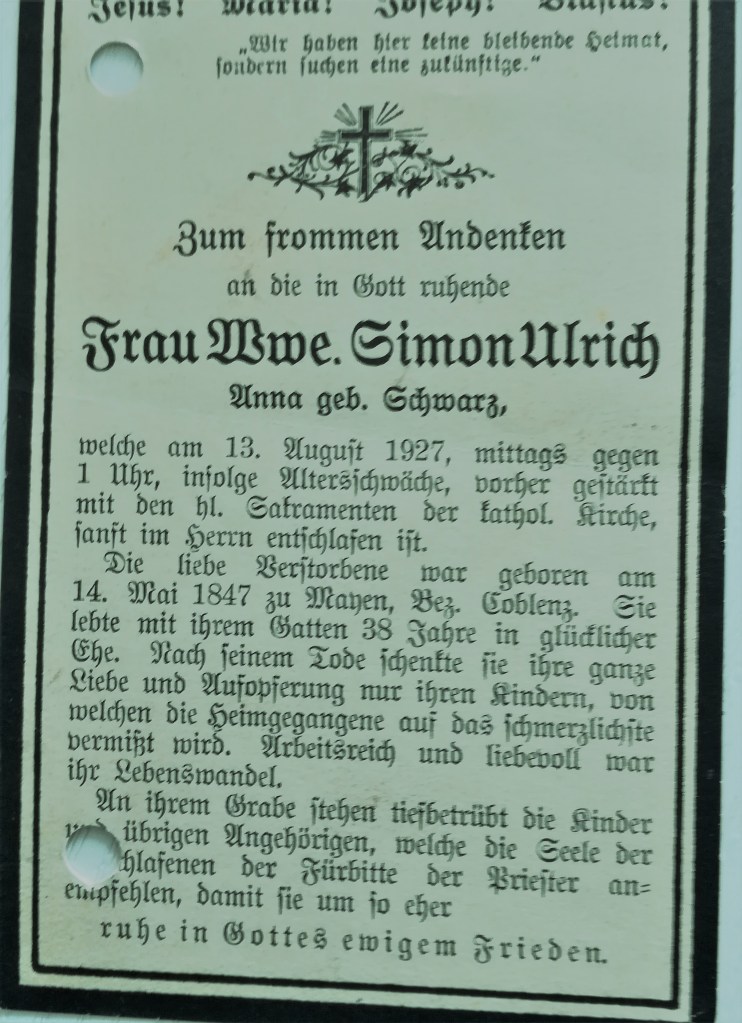 Jesus! Maria! Joseph! Blasius!
„Wir haben hier keine bleibende Heimat,
sondern suchen eine zukünftige.“
Zum frommen Andenken
an die in Gott ruhende
Frau Wwe. Simon Ulrich
Anna geb. Schwarz,
welche am 13. August 1927, mittags gegen
1 Uhr, infolge Altersschwäche, vorher gestärkt
mit den hl. Sakramenten der kathol. Kirche,
sanft im Herrn entschlafen ist.
Die liebe Verstorbene war geboren am
14. Mai 1847 zu Mayen, Bez. Coblenz. Sie
lebte mit ihrem Gatten 38 Jahre in glücklicher
Ehe. Nach seinem Tode schenkte sie ihre ganze
Liebe und Aufopferung nur ihren Kindern, von
welchen die Heimgegangene auf das schmerzlichste
vermißt wird. Arbeitsreich und liebevoll war
ihr Lebenswandel.
An ihrem Grabe stehen tiefbetrübt die Kinder
und übrigen Angehörigen, welche die Seele der
chlafenen der Fürbitte der Priester an-
empfehlen, damit sie um so eher
ruhe in Gottes ewigem Frieden.